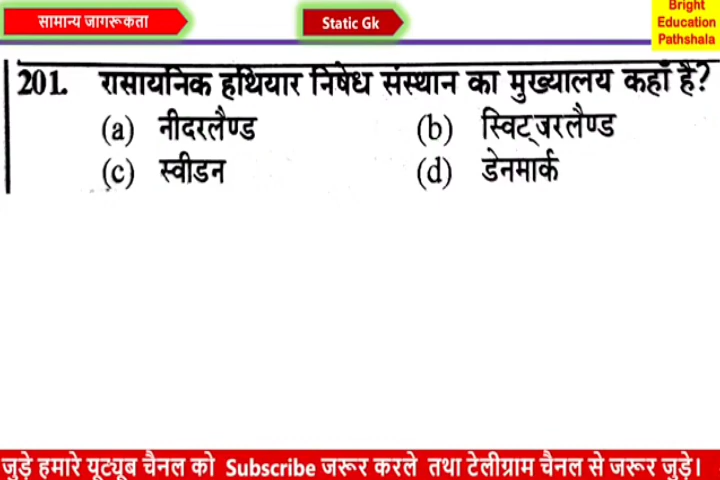 सामान्य जागरूकता
Static Gk
Bright
Education
Pathshala
201. रासायनिक हथियार निषेध संस्थान का मुख्यालय कहाँ है?
(a) नीदरलैण्ड (b) स्विट्जरलैण्ड
(c) स्वीडन (d) डेनमार्क
जुड़े हमारे यूट्यूब चैनल को Subscribe जरूर करले तथा टेलीग्राम चैनल से जरूर जुड़े।